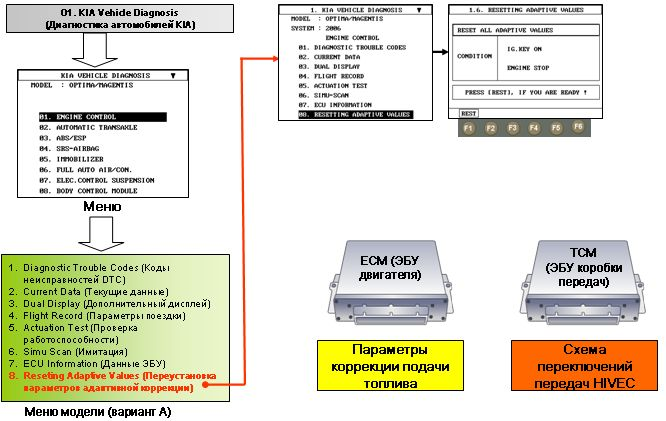 01. KIA Vehicle Diagnosis
(Диагностика автомобилей KIA)
KIA VEHICLE DIAGNOSIS ▼
MODEL : OPTIMA/MAGENTIS
01. ENGINE CONTROL
02. AUTOMATIC TRANSAXLE
03. ABS/ESP
04. SRS-AIRBAG
05. IMMOBILIZER
06. FULL AUTO AIR/CON.
07. ELEC.CONTROL SUSPENSION
08. BODY CONTROL MODULE
Меню
1. Diagnostic Trouble Codes (Коды
неисправностей DTC)
2. Current Data (Текущие данные)
3. Dual Display (Дополнительный дисплей)
4. Flight Record (Параметры поездки)
5. Actuation Test (Проверка
работоспособности)
6. Simu Scan (Имитация)
7. ECU Information (Данные ЭБУ)
8. Reseting Adaptive Values (Переустановка
параметров адаптивной коррекции)
Меню модели (вариант А)
1. KIA VEHICLE DIAGNOSIS ▼
MODEL : OPTIMA/MAGENTIS
SYSTEM : 2006
ENGINE CONTROL
01. DIAGNOSTIC TROUBLE CODES
02. CURRENT DATA
03. DUAL DISPLAY
04. FLIGHT RECORD
05. ACTUATION TEST
06. SIMU-SCAN
07. ECU INFORMATION
08. RESETTING ADAPTIVE VALUES
1.6. RESETTING ADAPTIVE VALUES
RESET ALL ADAPTIVE VALUES
CONDITION
IG.KEY ON
ENGINE STOP
PRESS [REST], IF YOU ARE READY !
REST
F1 F2 F3 F4 F5 F6
ECM (ЭБУ
двигателя)
Параметры
коррекции подачи
топлива
TCM
(ЭБУ коробки
передач)
Схема
переключений
передач HIVEC